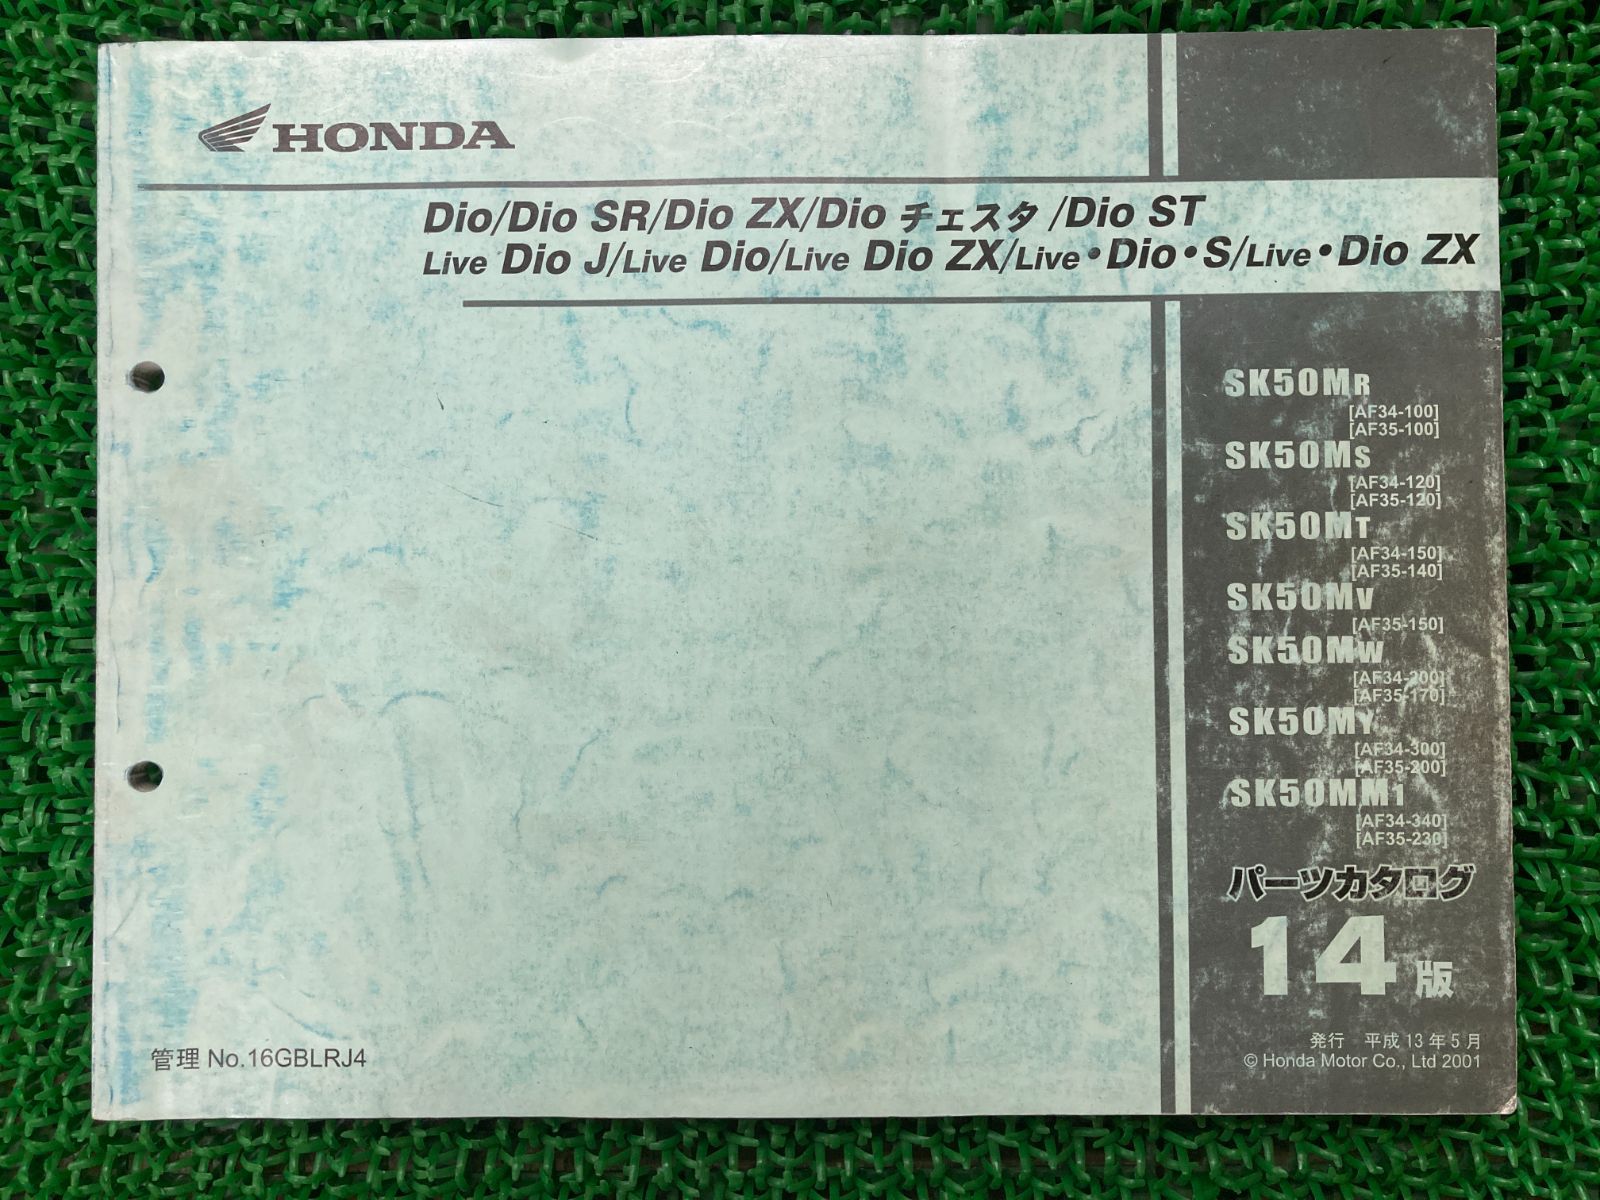 HONDA
Dio/Dio SR/Dio ZX/Dio チェスタ /Dio ST
Live Dio J/Live Dio/Live Dio ZX/Live・Dio・S/Live・Dio ZX
SK50MR
[AF34-100]
[AF35-100]
SK50MS
[AF34-120]
[AF35-120]
SK50MT
[AF34-150]
[AF35-140]
SK50MV
[AF35-150]
SK50MW
[AF34-200]
[AF35-170]
SK50MY
[AF34-300]
[AF35-200]
SK50MM1
[AF34-340]
[AF35-230]
パーツカタログ
14版
発行 平成13年5月
© Honda Motor Co., Ltd 2001
管理 No.16GBLRJ4